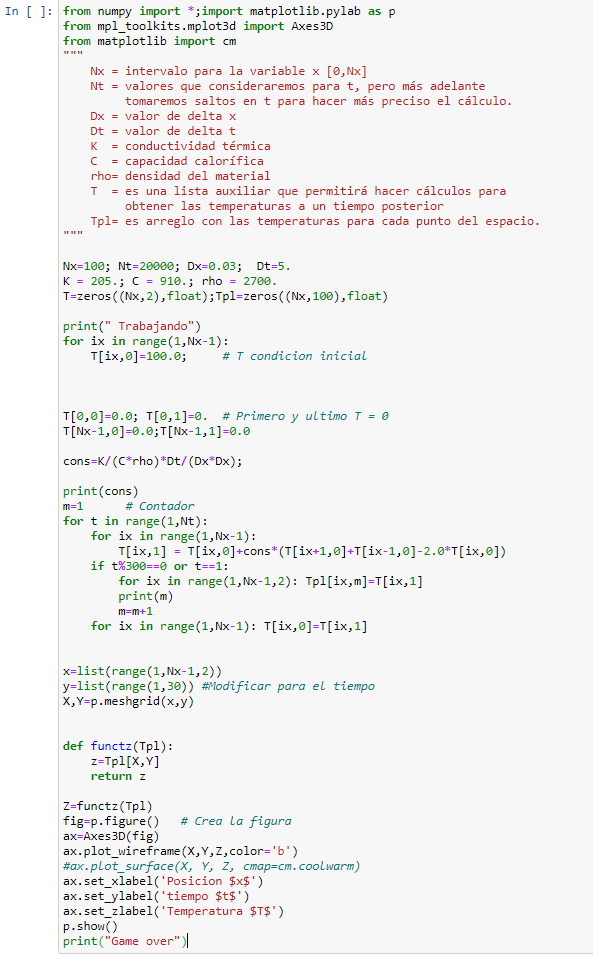 In [ ]: from numpy import *;import matplotlib.pylab as p
from mpl_toolkits.mplot3d import Axes3D
from matplotlib import cm
"""
    Nx = intervalo para la variable x [0,Nx]
    Nt = valores que consideraremos para t, pero más adelante
         tomaremos saltos en t para hacer más preciso el cálculo.
    Dx = valor de delta x
    Dt = valor de delta t
    K  = conductividad térmica
    C  = capacidad calorífica
    rho= densidad del material
    T  = es una lista auxiliar que permitirá hacer cálculos para
         obtener las temperaturas a un tiempo posterior
    Tpl= es arreglo con las temperaturas para cada punto del espacio.
"""

Nx=100; Nt=20000; Dx=0.03;  Dt=5.
K = 205.; C = 910.; rho = 2700.
T=zeros((Nx,2),float);Tpl=zeros((Nx,100),float)

print(" Trabajando")
for ix in range(1,Nx-1):
    T[ix,0]=100.0;     # T condicion inicial

T[0,0]=0.0; T[0,1]=0.  # Primero y ultimo T = 0
T[Nx-1,0]=0.0;T[Nx-1,1]=0.0

cons=K/(C*rho)*Dt/(Dx*Dx);

print(cons)
m=1      # Contador
for t in range(1,Nt):
    for ix in range(1,Nx-1):
        T[ix,1] = T[ix,0]+cons*(T[ix+1,0]+T[ix-1,0]-2.0*T[ix,0])
    if t%300==0 or t==1:
        for ix in range(1,Nx-1,2): Tpl[ix,m]=T[ix,1]
        print(m)
        m=m+1
    for ix in range(1,Nx-1): T[ix,0]=T[ix,1]

x=list(range(1,Nx-1,2))
y=list(range(1,30)) #Modificar para el tiempo
X,Y=p.meshgrid(x,y)

def functz(Tpl):
    z=Tpl[X,Y]
    return z

Z=functz(Tpl)
fig=p.figure()   # Crea la figura
ax=Axes3D(fig)
ax.plot_wireframe(X,Y,Z,color='b')
#ax.plot_surface(X, Y, Z, cmap=cm.coolwarm)
ax.set_xlabel('Posicion $x$')
ax.set_ylabel('tiempo $t$')
ax.set_zlabel('Temperatura $T$')
p.show()
print("Game over")